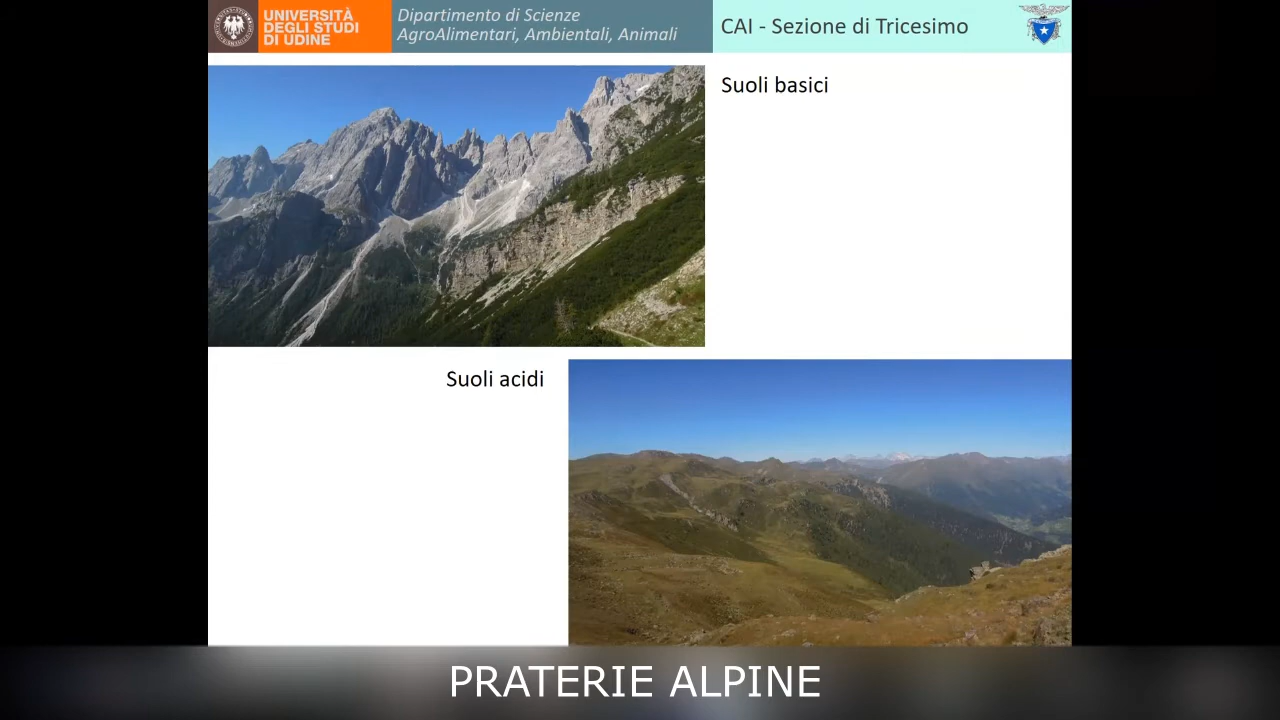 UNIVERSITÀ
DEGLI STUDI
DI UDINE
Dipartimento di Scienze
AgroAlimentari, Ambientali, Animali
CAI - Sezione di Tricesimo
Suoli basici
Suoli acidi
PRATERIE ALPINE